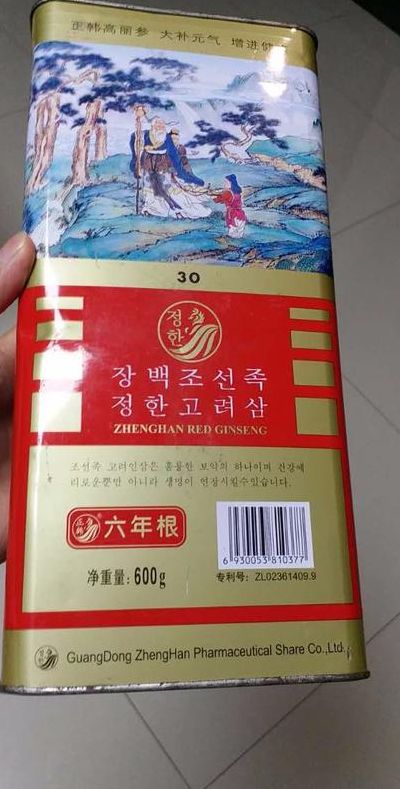 正韩高丽参 大补元气 增进健
30
정한
장백조선족
정한고려삼
ZHENGHAN RED GINSENG
조선족 고려인삼은 훌륭한 보약의 하나이며 건강에
리로운뿐만 아니라 생명이 연장시킬수있습니다.
正韩 六年根
净重量: 600g
6 930053 810377
专利号: ZL02361409.9
GuangDong ZhengHan Pharmaceutical Share Co.,Ltd.